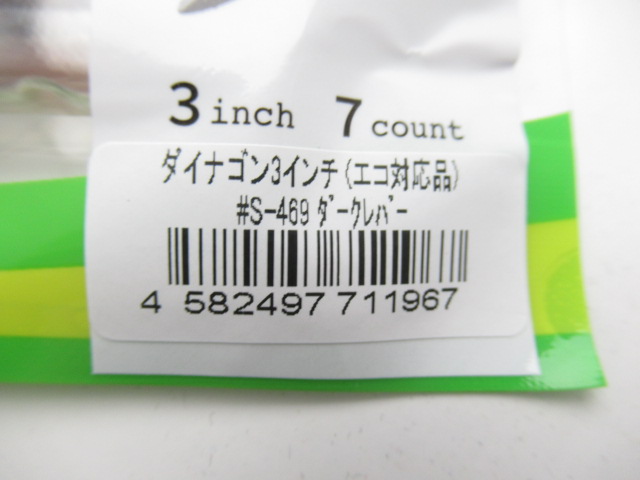 3 inch 7 count
ダイナゴン3インチ(エコ対応品)
#S-469 ﾀﾞｰｸﾚﾊﾞｰ
4 582497 711967